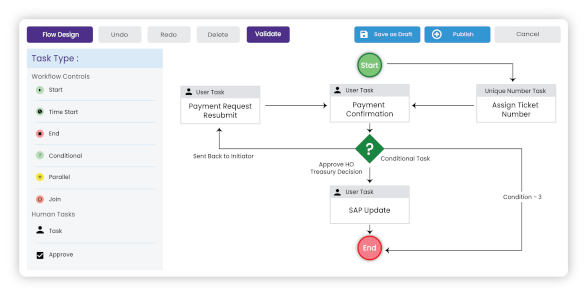 Flow Design
Undo
Redo
Delete
Validate
Save as Draft
Publish
Cancel
Task Type :
Workflow Controls
Start
Time Start
End
Conditional
Parallel
Join
Human Tasks
Task
Approve
Start
User Task
Payment Request
Resubmit
User Task
Payment
Confirmation
Unique Number Task
Assign Ticket
Number
?
Sent Back to Initiator
Conditional Task
Approve HO
Treasury Decision
User Task
SAP Update
Condition - 3
End